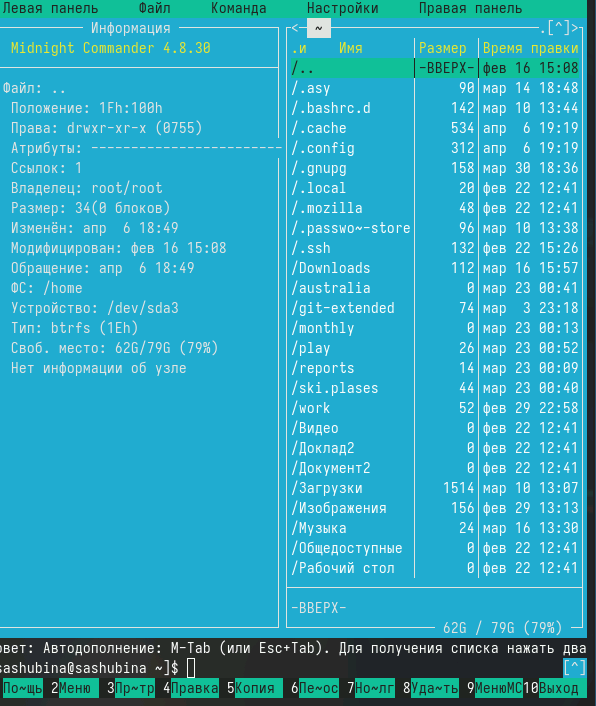 Левая панель Файл Команда Настройки Правая панель
Информация
Midnight Commander 4.8.30
Файл: ..
Положение: 1Fh:100h
Права: drwxr-xr-x (0755)
Атрибуты: ------------------------
Ссылок: 1
Владелец: root/root
Размер: 34(0 блоков)
Изменён: апр 6 18:49
Модифицирован: фев 16 15:08
Обращение: апр 6 18:49
ФС: /home
Устройство: /dev/sda3
Тип: btrfs (1Eh)
Своб. место: 62G/79G (79%)
Нет информации об узле
<─ ~ .[^]>
.и Имя Размер Время правки
/.. -ВВЕРХ- фев 16 15:08
/.asy 90 мар 14 18:48
/.bashrc.d 142 мар 10 13:44
/.cache 534 апр 6 19:19
/.config 312 апр 6 19:19
/.gnupg 158 мар 30 18:36
/.local 20 фев 22 12:41
/.mozilla 48 фев 22 12:41
/.passwo~-store 96 мар 10 13:38
/.ssh 132 фев 22 15:26
/Downloads 112 мар 16 15:57
/australia 0 мар 23 00:41
/git-extended 74 мар 3 23:18
/monthly 0 мар 23 00:13
/play 26 мар 23 00:52
/reports 14 мар 23 00:09
/ski.plases 44 мар 23 00:40
/work 52 фев 29 22:58
/Видео 0 фев 22 12:41
/Доклад2 0 фев 22 12:41
/Документ2 0 фев 22 12:41
/Загрузки 1514 мар 10 13:07
/Изображения 156 фев 29 13:13
/Музыка 24 мар 16 13:30
/Общедоступные 0 фев 22 12:41
/Рабочий стол 0 фев 22 12:41
-ВВЕРХ-
62G / 79G (79%)
овет: Автодополнение: M-Tab (или Esc+Tab). Для получения списка нажать два
sashubina@sashubina ~]$ [^]
По~щь 2Меню 3Пр~тр 4Правка 5Копия 6Пе~ос 7Но~лг 8Уда~ть 9МенюМС10Выход